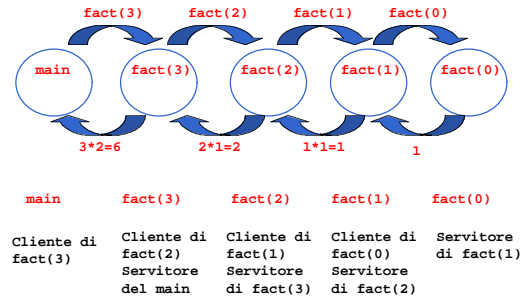 fact(3) fact(2) fact(1) fact(0)
main fact(3) fact(2) fact(1) fact(0)
3*2=6 2*1=2 1*1=1 1
main fact(3) fact(2) fact(1) fact(0)
Cliente di
fact(3)
Cliente di
fact(2)
Servitore
del main
Cliente di
fact(1)
Servitore
di fact(3)
Cliente di
fact(0)
Servitore
di fact(2)
Servitore
di fact(1)